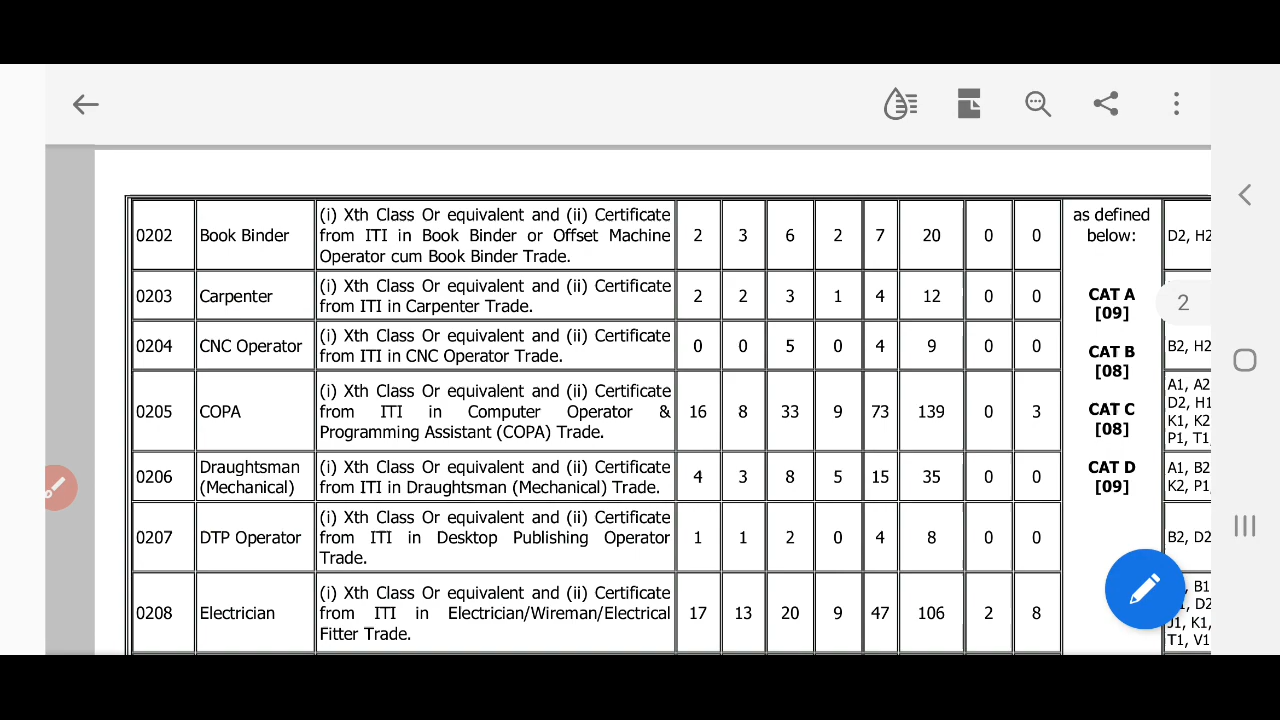 0202 Book Binder (i) Xth Class Or equivalent and (ii) Certificate from ITI in Book Binder or Offset Machine Operator cum Book Binder Trade. 2 3 6 2 7 20 0 0 as defined below: D2, H2
0203 Carpenter (i) Xth Class Or equivalent and (ii) Certificate from ITI in Carpenter Trade. 2 2 3 1 4 12 0 0 CAT A [09]
2
0204 CNC Operator (i) Xth Class Or equivalent and (ii) Certificate from ITI in CNC Operator Trade. 0 0 5 0 4 9 0 0 CAT B [08] B2, H2
0205 COPA (i) Xth Class Or equivalent and (ii) Certificate from ITI in Computer Operator & Programming Assistant (COPA) Trade. 16 8 33 9 73 139 0 3 CAT C [08] A1, A2 D2, H1 K1, K2 P1, T1,
0206 Draughtsman (Mechanical) (i) Xth Class Or equivalent and (ii) Certificate from ITI in Draughtsman (Mechanical) Trade. 4 3 8 5 15 35 0 0 CAT D [09] A1, B2 K2, P1,
0207 DTP Operator (i) Xth Class Or equivalent and (ii) Certificate from ITI in Desktop Publishing Operator Trade. 1 1 2 0 4 8 0 0 B2, D2
0208 Electrician (i) Xth Class Or equivalent and (ii) Certificate from ITI in Electrician/Wireman/Electrical Fitter Trade. 17 13 20 9 47 106 2 8 B1 D2 J1, K1, T1, V1